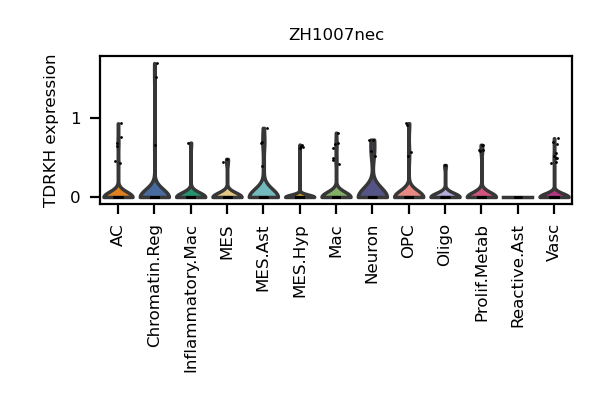 ZH1007nec
TDRKH expression
1
0
AC
Chromatin.Reg
Inflammatory.Mac
MES
MES.Ast
MES.Hyp
Mac
Neuron
OPC
Oligo
Prolif.Metab
Reactive.Ast
Vasc